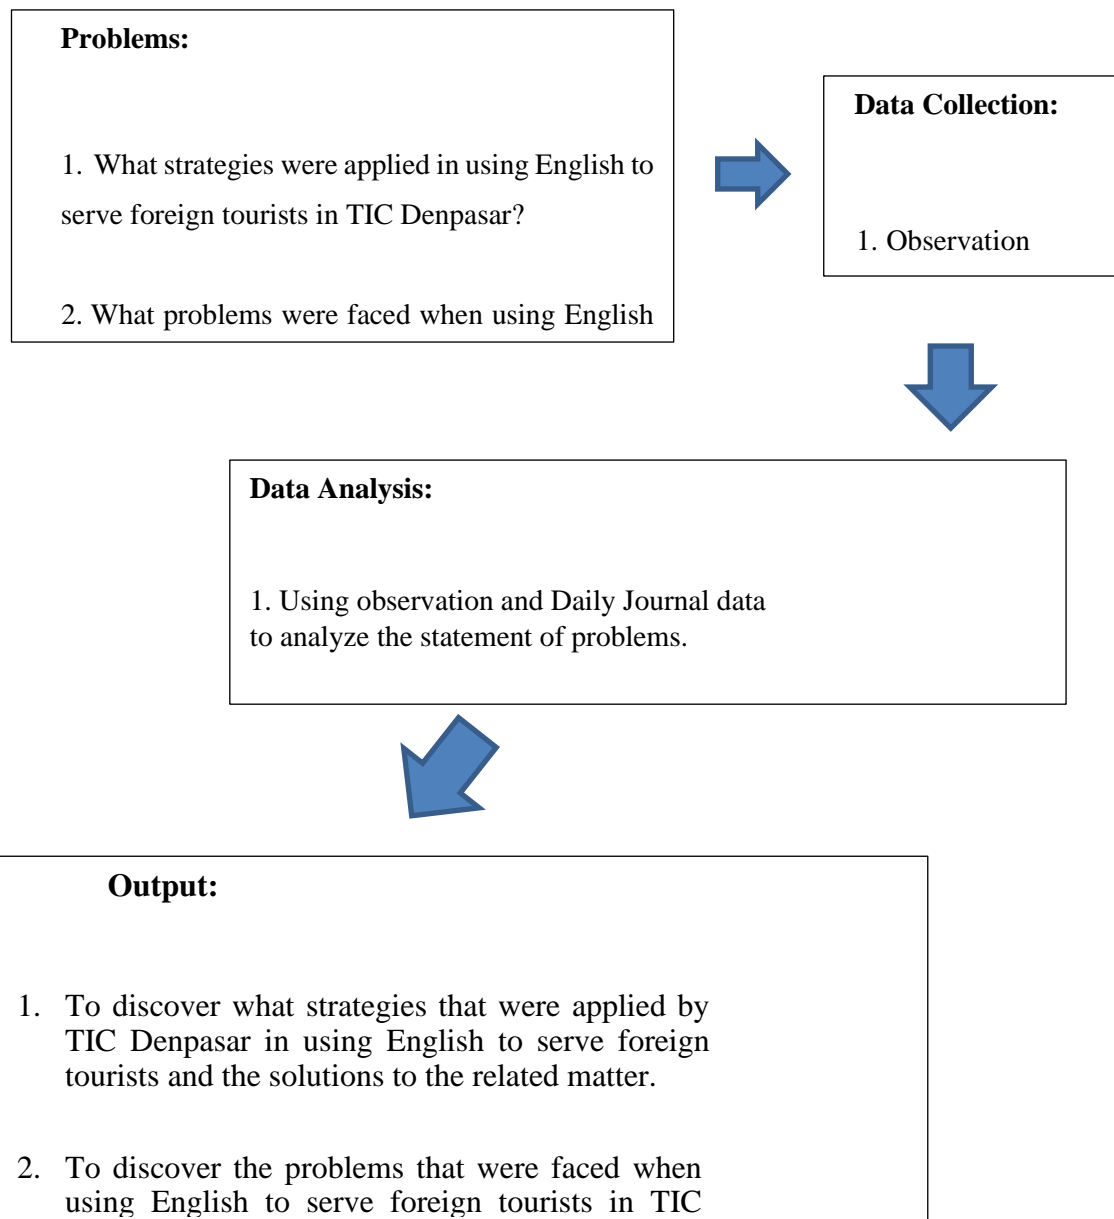 Problems:
1. What strategies were applied in using English to
serve foreign tourists in TIC Denpasar?
2. What problems were faced when using English
Data Collection:
1. Observation
Data Analysis:
1. Using observation and Daily Journal data
to analyze the statement of problems.
Output:
1. To discover what strategies that were applied by
TIC Denpasar in using English to serve foreign
tourists and the solutions to the related matter.
2. To discover the problems that were faced when
using English to serve foreign tourists in TIC